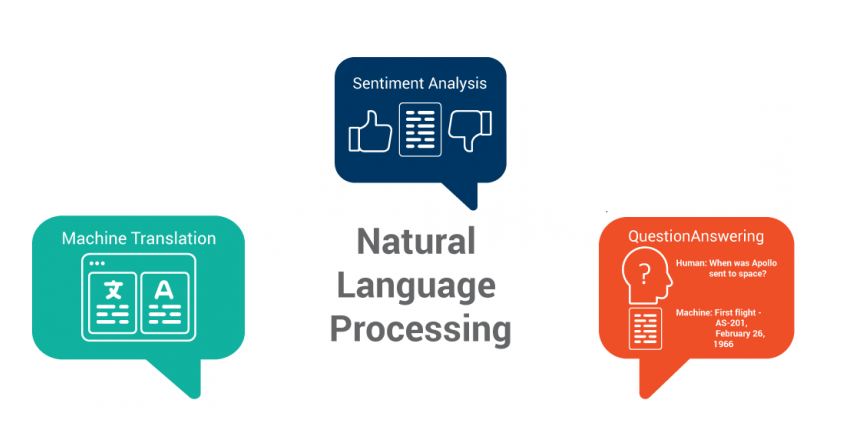 Sentiment Analysis
Natural
Language
Processing
Machine Translation
文 A
QuestionAnswering
?
Human: When was Apollo
sent to space?
Machine: First flight -
AS-201,
February 26,
1966